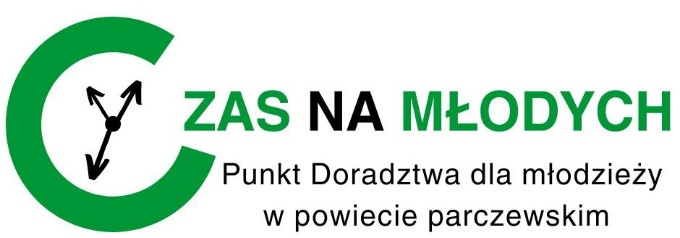 CZAS NA MŁODYCH
Punkt Doradztwa dla młodzieży
w powiecie parczewskim